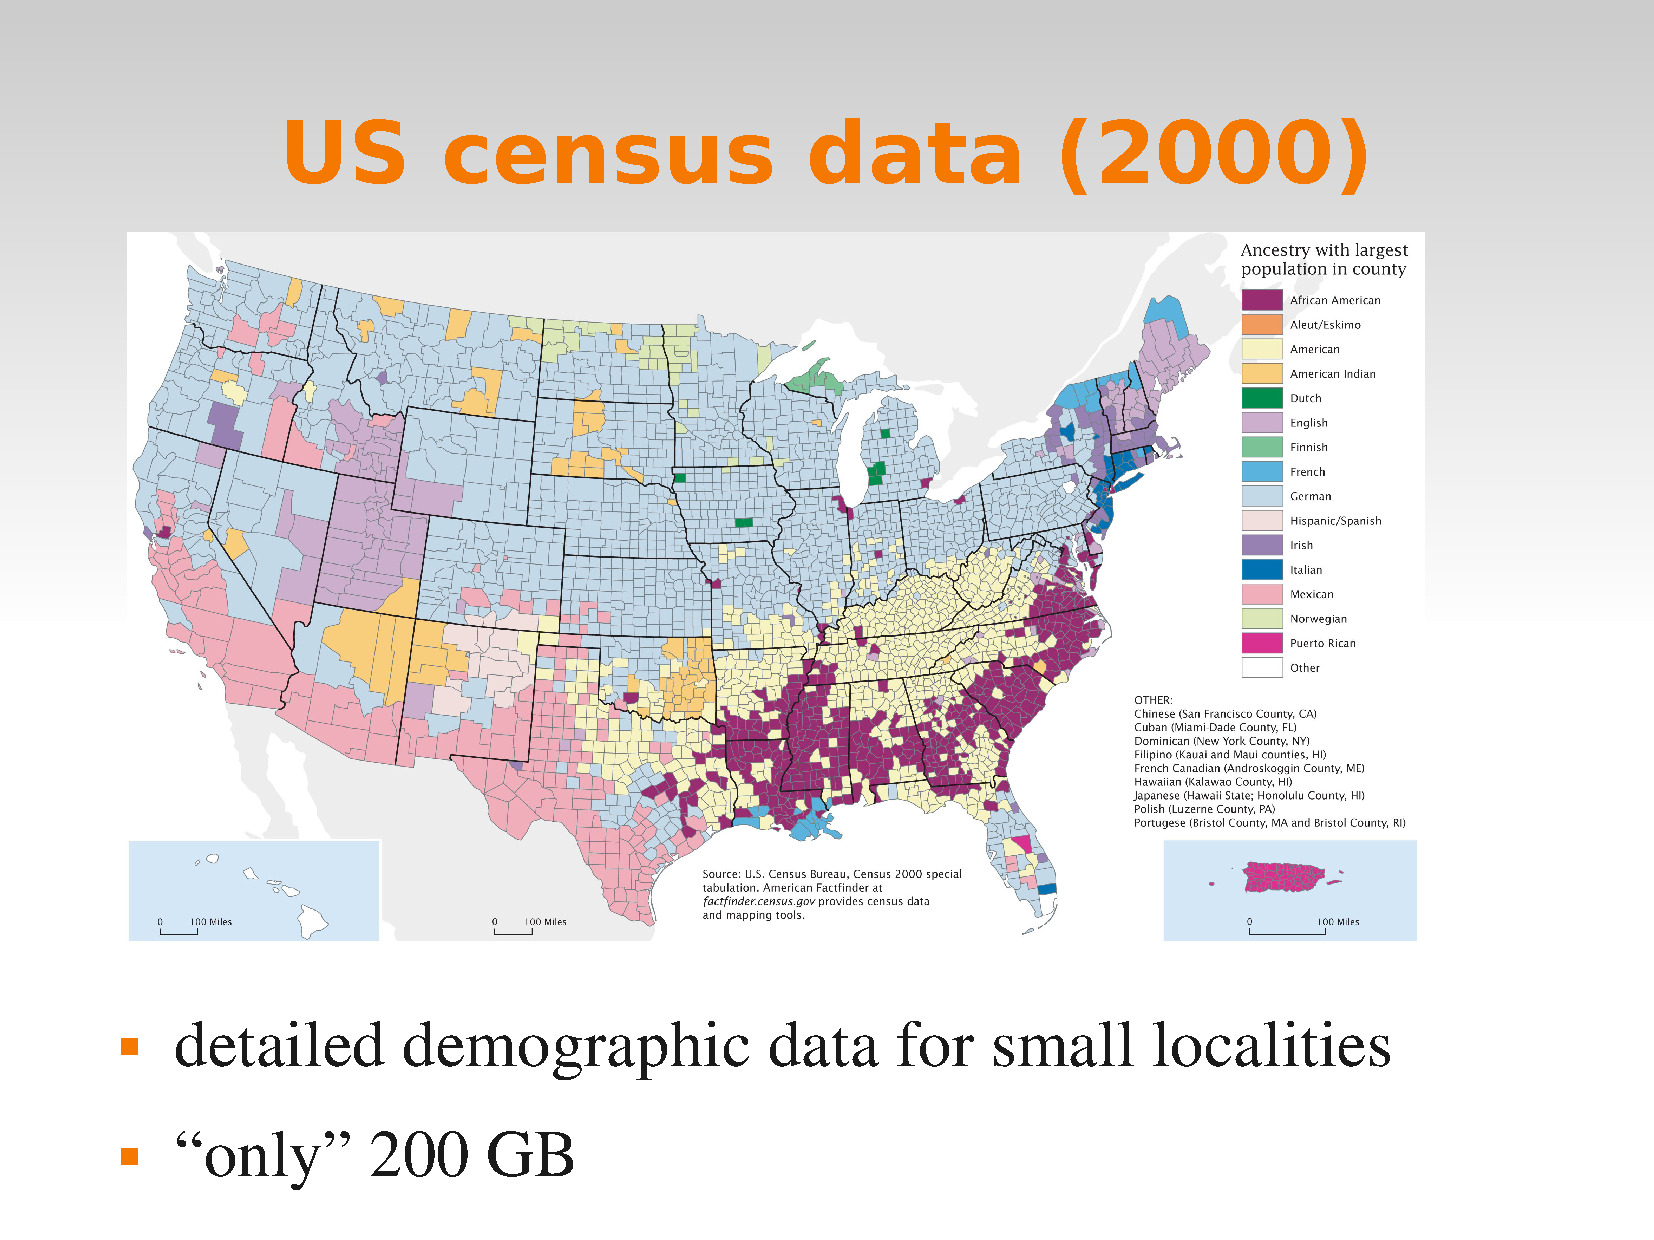 US census data (2000)
Ancestry with largest
population in county
African American
Aleut/Eskimo
American
American Indian
Dutch
English
Finnish
French
German
Hispanic/Spanish
Irish
Italian
Mexican
Norwegian
Puerto Rican
Other
OTHER:
Chinese (San Francisco County, CA)
Cuban (Miami-Dade County, FL)
Dominican (New York County, NY)
Filipino (Kauai and Maui counties, HI)
French Canadian (Androskoggin County, ME)
Hawaiian (Kalawao County, HI)
Japanese (Hawaii State; Honolulu County, HI)
Polish (Luzerne County, PA)
Portugese (Bristol County, MA and Bristol County, RI)
Source: U.S. Census Bureau, Census 2000 special
tabulation. American Factfinder at
factfinder.census.gov provides census data
and mapping tools.
0 100 Miles
0 100 Miles
0 100 Miles
detailed demographic data for small localities
“only” 200 GB